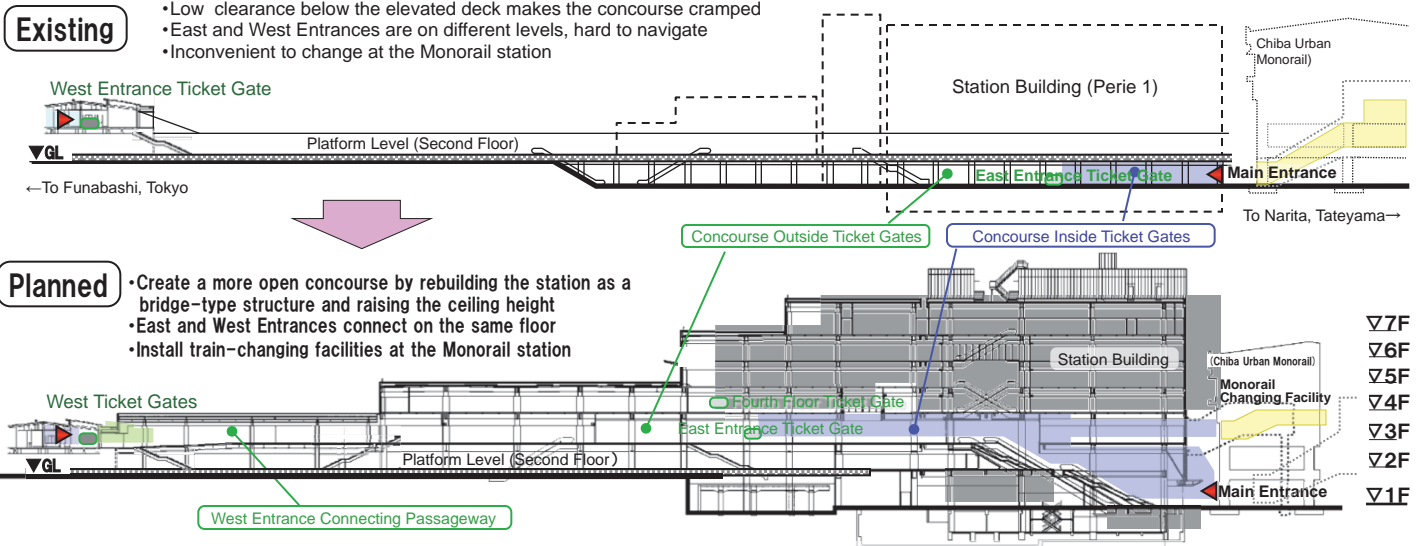 Existing
•Low clearance below the elevated deck makes the concourse cramped
•East and West Entrances are on different levels, hard to navigate
•Inconvenient to change at the Monorail station
Chiba Urban
Monorail)
West Entrance Ticket Gate
Station Building (Perie 1)
Platform Level (Second Floor)
▼GL
East Entrance Ticket Gate
Main Entrance
←To Funabashi, Tokyo
To Narita, Tateyama→
Concourse Outside Ticket Gates
Concourse Inside Ticket Gates
Planned
•Create a more open concourse by rebuilding the station as a
bridge-type structure and raising the ceiling height
•East and West Entrances connect on the same floor
•Install train-changing facilities at the Monorail station
▽7F
▽6F
▽5F
▽4F
▽3F
▽2F
▽1F
Station Building
(Chiba Urban Monorail)
Monorail
Changing Facility
West Ticket Gates
Fourth Floor Ticket Gate
East Entrance Ticket Gate
Platform Level (Second Floor)
▼GL
Main Entrance
West Entrance Connecting Passageway